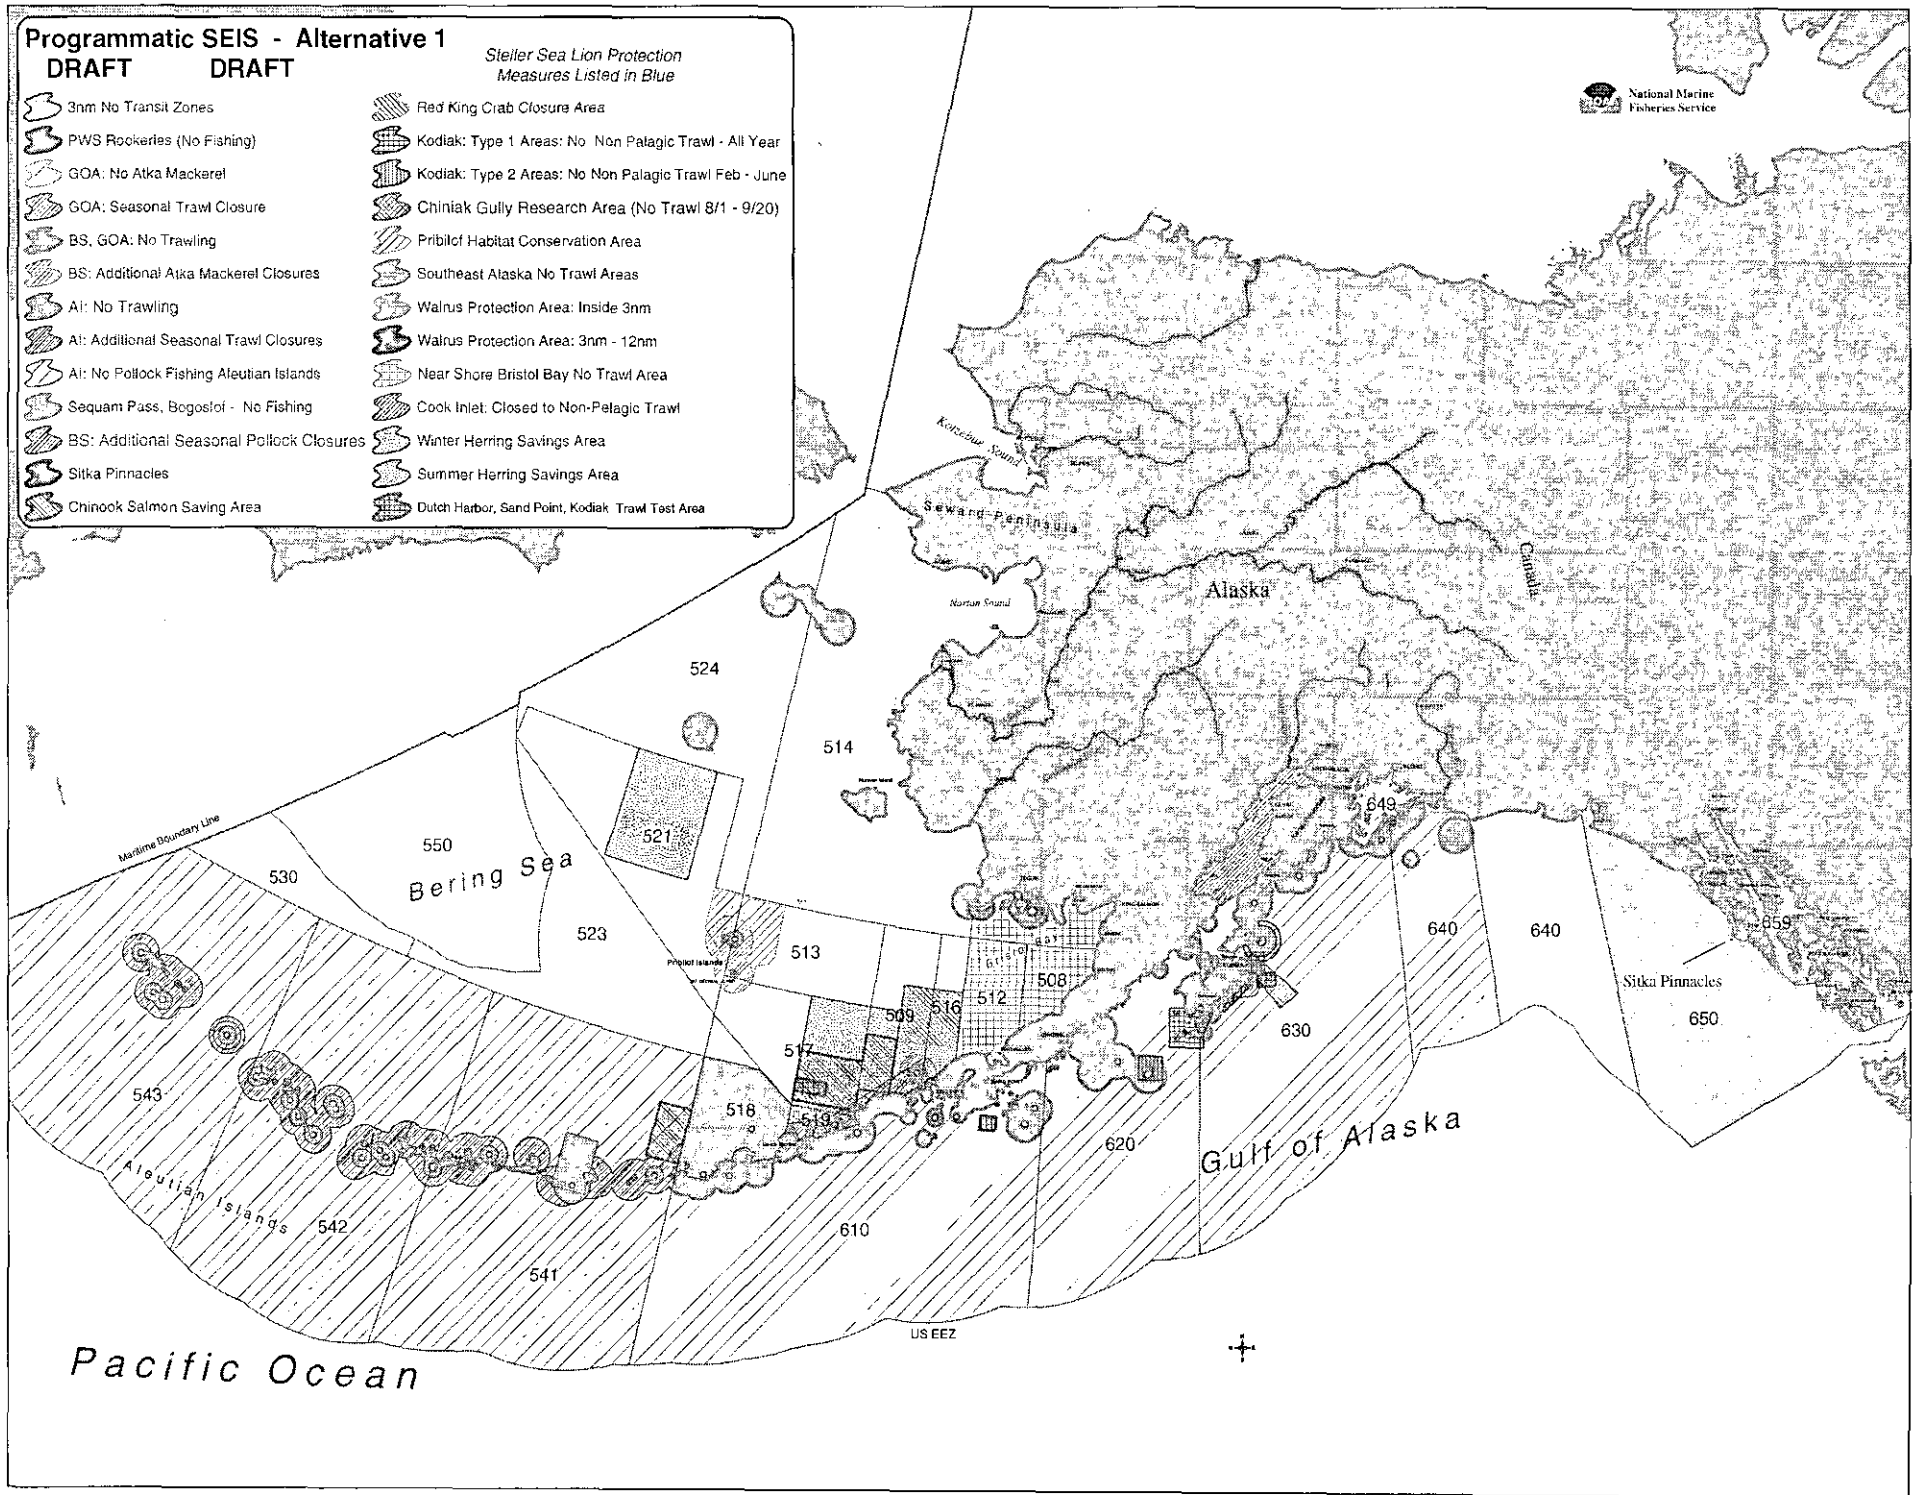 Programmatic SEIS - Alternative 1
DRAFT DRAFT
Steller Sea Lion Protection
Measures Listed in Blue
3nm No Transit Zones
PWS Rookeries (No Fishing)
GOA: No Atka Mackerel
GOA: Seasonal Trawl Closure
BS, GOA: No Trawling
BS: Additional Atka Mackerel Closures
AI: No Trawling
AI: Additional Seasonal Trawl Closures
AI: No Pollock Fishing Aleutian Islands
Sequam Pass, Bogoslof - No Fishing
BS: Additional Seasonal Pollock Closures
Sitka Pinnacles
Chinook Salmon Saving Area
Red King Crab Closure Area
Kodiak: Type 1 Areas: No Non Palagic Trawl - All Year
Kodiak: Type 2 Areas: No Non Palagic Trawl Feb - June
Chiniak Gully Research Area (No Trawl 8/1 - 9/20)
Pribilof Habitat Conservation Area
Southeast Alaska No Trawl Areas
Walrus Protection Area: Inside 3nm
Walrus Protection Area: 3nm - 12nm
Near Shore Bristol Bay No Trawl Area
Cook Inlet: Closed to Non-Pelagic Trawl
Winter Herring Savings Area
Summer Herring Savings Area
Dutch Harbor, Sand Point, Kodiak Trawl Test Area
National Marine
Fisheries Service
Kotzebue Sound
Seward Peninsula
Norton Sound
Alaska
Canada
524
514
521
649
Maritime Boundary Line
550
530
Bering Sea
523
513
Pribilof Islands
Bristol Bay
508
512
516
509
517
518
519
640
640
659
Sitka Pinnacles
650
630
620
Gulf of Alaska
610
543
Aleutian Islands
542
541
US EEZ
Pacific Ocean